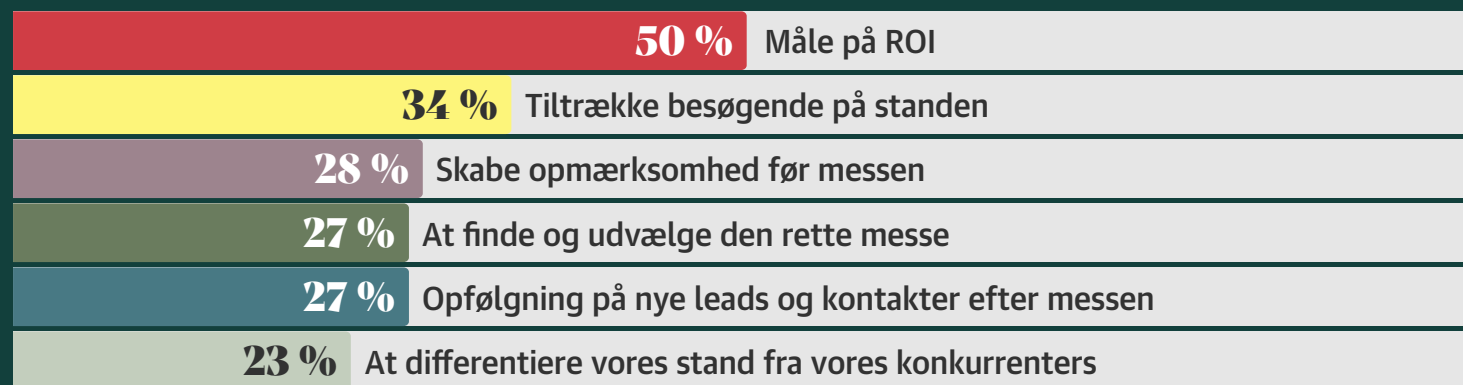 50 % Måle på ROI
34 % Tiltrække besøgende på standen
28 % Skabe opmærksomhed før messen
27 % At finde og udvælge den rette messe
27 % Opfølgning på nye leads og kontakter efter messen
23 % At differentiere vores stand fra vores konkurrenters